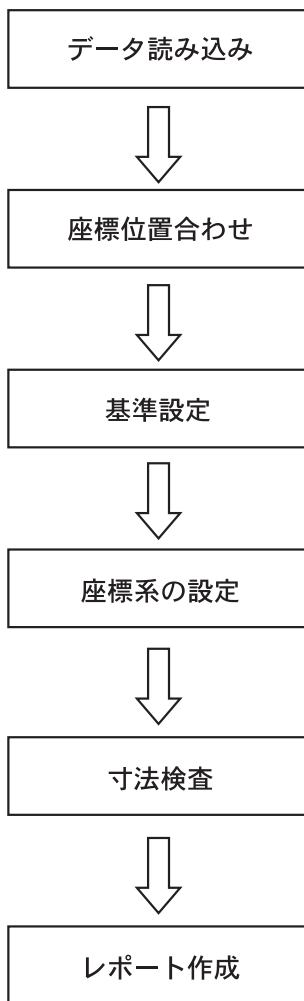 データ読み込み
座標位置合わせ
基準設定
座標系の設定
寸法検査
レポート作成